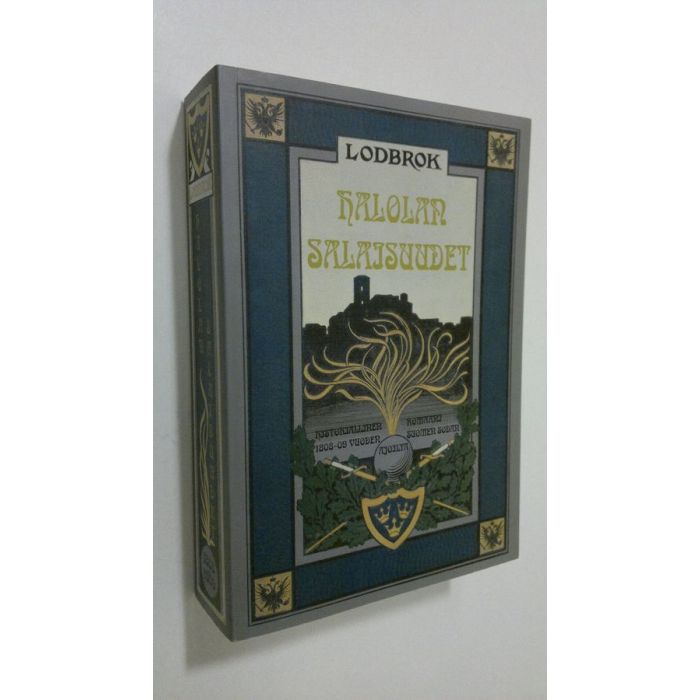 LODBROK
HALOLAN
SALAISUUDET
HISTORIALLINEN ROMAANI
1808-09 VUODEN SUOMEN SODAN
AJOILTA